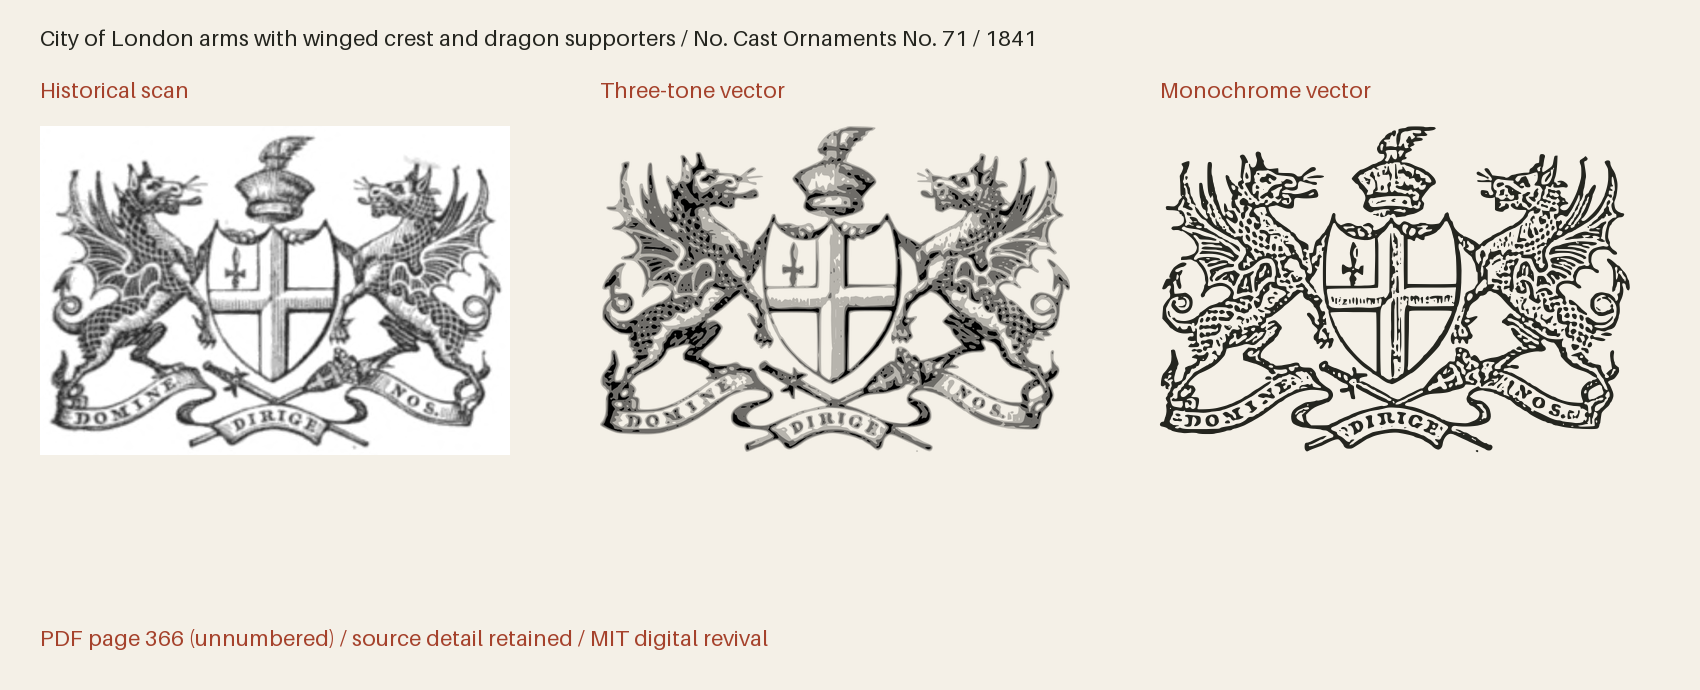 City of London arms with winged crest and dragon supporters / No. Cast Ornaments No. 71 / 1841
Historical scan
Three-tone vector
Monochrome vector
DOMINE
DIRIGE
NOS.
DOMINE
DIRIGE
NOS.
DOMINE
DIRIGE
NOS.
PDF page 366 (unnumbered) / source detail retained / MIT digital revival